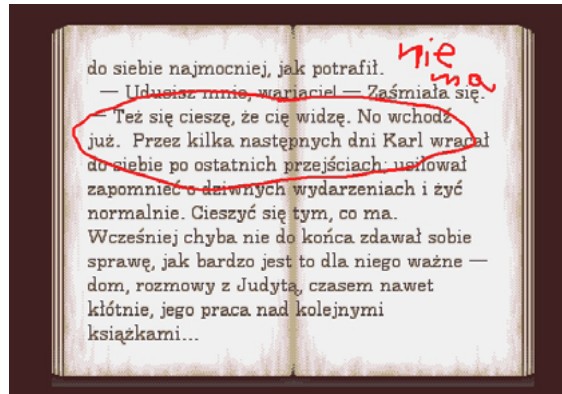 nie
ma
do siebie najmocniej, jak potrafił.
— Udusisz mnie, wariacie! — Zaśmiała się.
— Też się cieszę, że cię widzę. No wchodź
już.  Przez kilka następnych dni Karl wracał
do siebie po ostatnich przejściach; usiłował
zapomnieć o dziwnych wydarzeniach i żyć
normalnie. Cieszyć się tym, co ma.
Wcześniej chyba nie do końca zdawał sobie
sprawę, jak bardzo jest to dla niego ważne —
dom, rozmowy z Judytą, czasem nawet
kłótnie, jego praca nad kolejnymi
książkami...